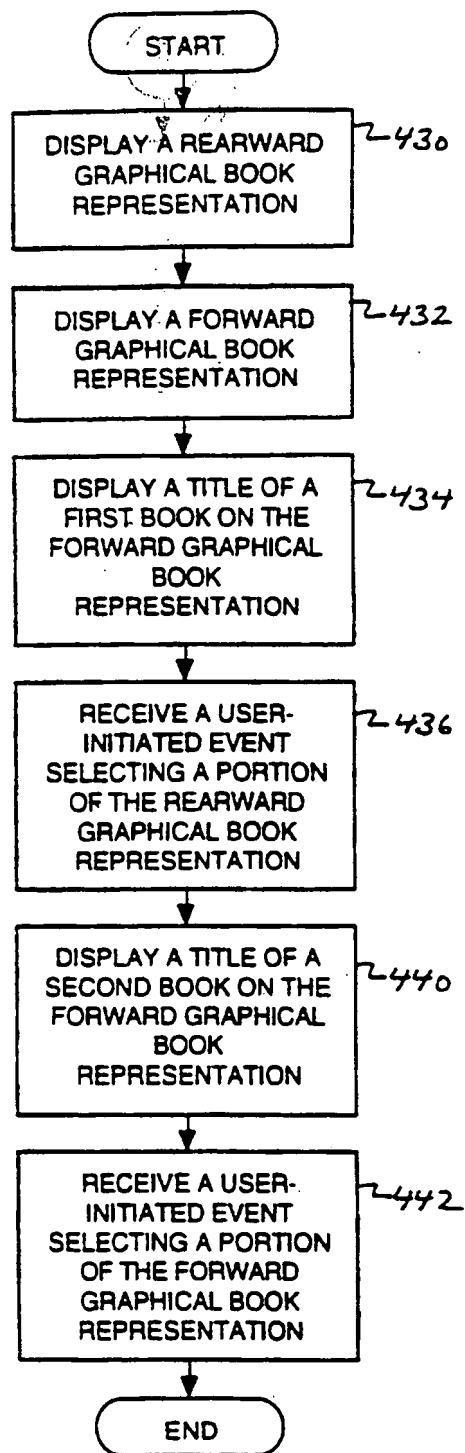 START
DISPLAY A REARWARD
GRAPHICAL BOOK
REPRESENTATION
430
DISPLAY A FORWARD
GRAPHICAL BOOK
REPRESENTATION
432
DISPLAY A TITLE OF A
FIRST BOOK ON THE
FORWARD GRAPHICAL
BOOK
REPRESENTATION
434
RECEIVE A USER-
INITIATED EVENT
SELECTING A PORTION
OF THE REARWARD
GRAPHICAL BOOK
REPRESENTATION
436
DISPLAY A TITLE OF A
SECOND BOOK ON THE
FORWARD GRAPHICAL
BOOK
REPRESENTATION
440
RECEIVE A USER-
INITIATED EVENT
SELECTING A PORTION
OF THE FORWARD
GRAPHICAL BOOK
REPRESENTATION
442
END